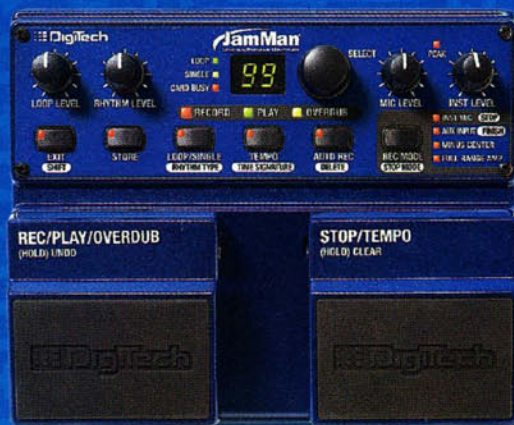 DigiTech
JamMan
LOOP
SINGLE
CARD BUSY
99
SELECT
PEAK
LOOP LEVEL
RHYTHM LEVEL
MIC LEVEL
INST LEVEL
RECORD
PLAY
OVERDUB
INST/MIC STOP
AUX INPUT FINISH
MINUS CENTER
FULL RANGE AMP
EXIT
SHIFT
STORE
LOOP/SINGLE
RHYTHM TYPE
TEMPO
TIME SIGNATURE
AUTO REC
DELETE
REC MODE
STOP MODE
REC/PLAY/OVERDUB
(HOLD) UNDO
STOP/TEMPO
(HOLD) CLEAR
DigiTech
DigiTech